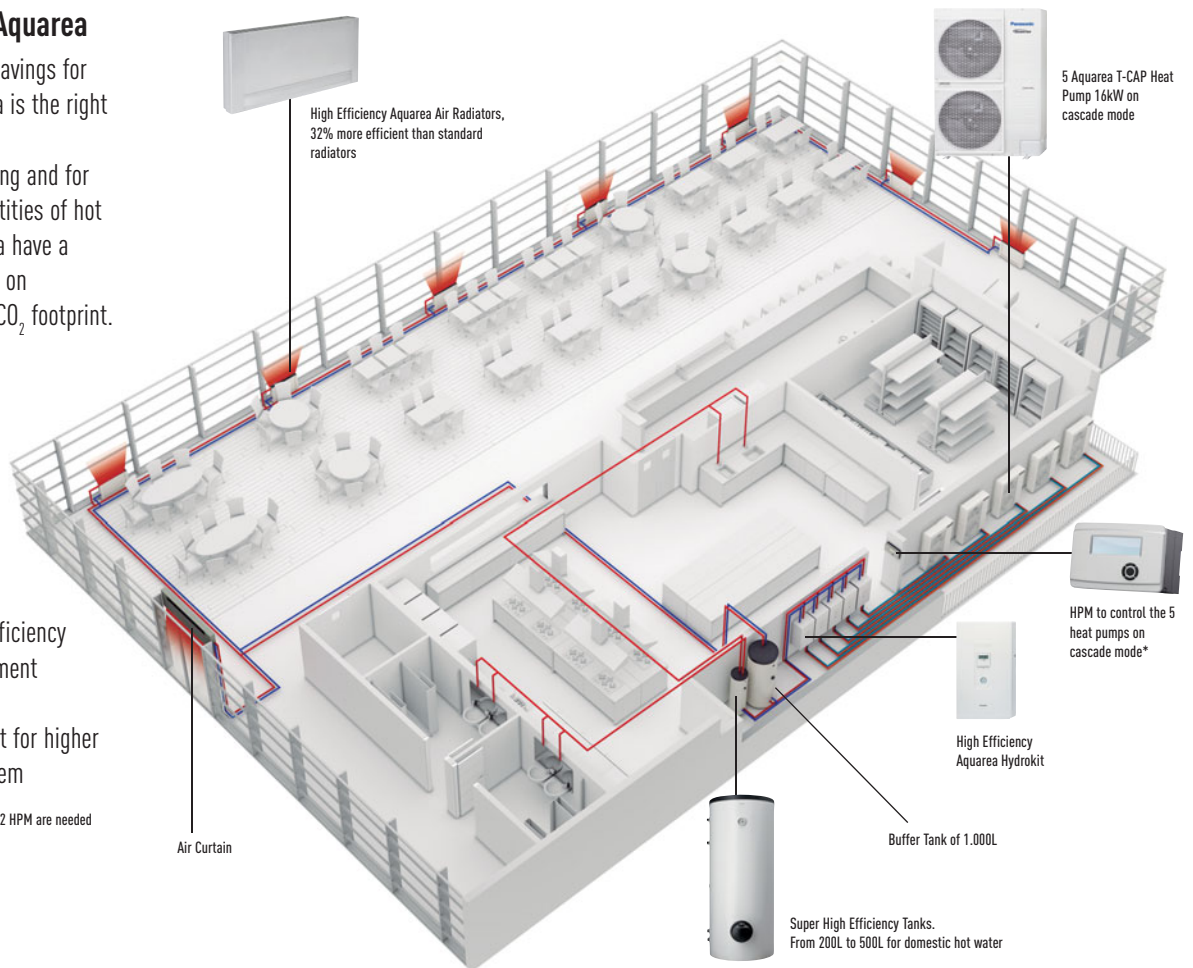 Aquarea
avings for
a is the right
ng and for
tities of hot
a have a
on
CO₂ footprint.
ficiency
ment
t for higher
em
2 HPM are needed
High Efficiency Aquarea Air Radiators,
32% more efficient than standard
radiators
Panasonic
5 Aquarea T-CAP Heat
Pump 16kW on
cascade mode
HPM to control the 5
heat pumps on
cascade mode*
High Efficiency
Aquarea Hydrokit
Buffer Tank of 1.000L
Super High Efficiency Tanks.
From 200L to 500L for domestic hot water
Air Curtain